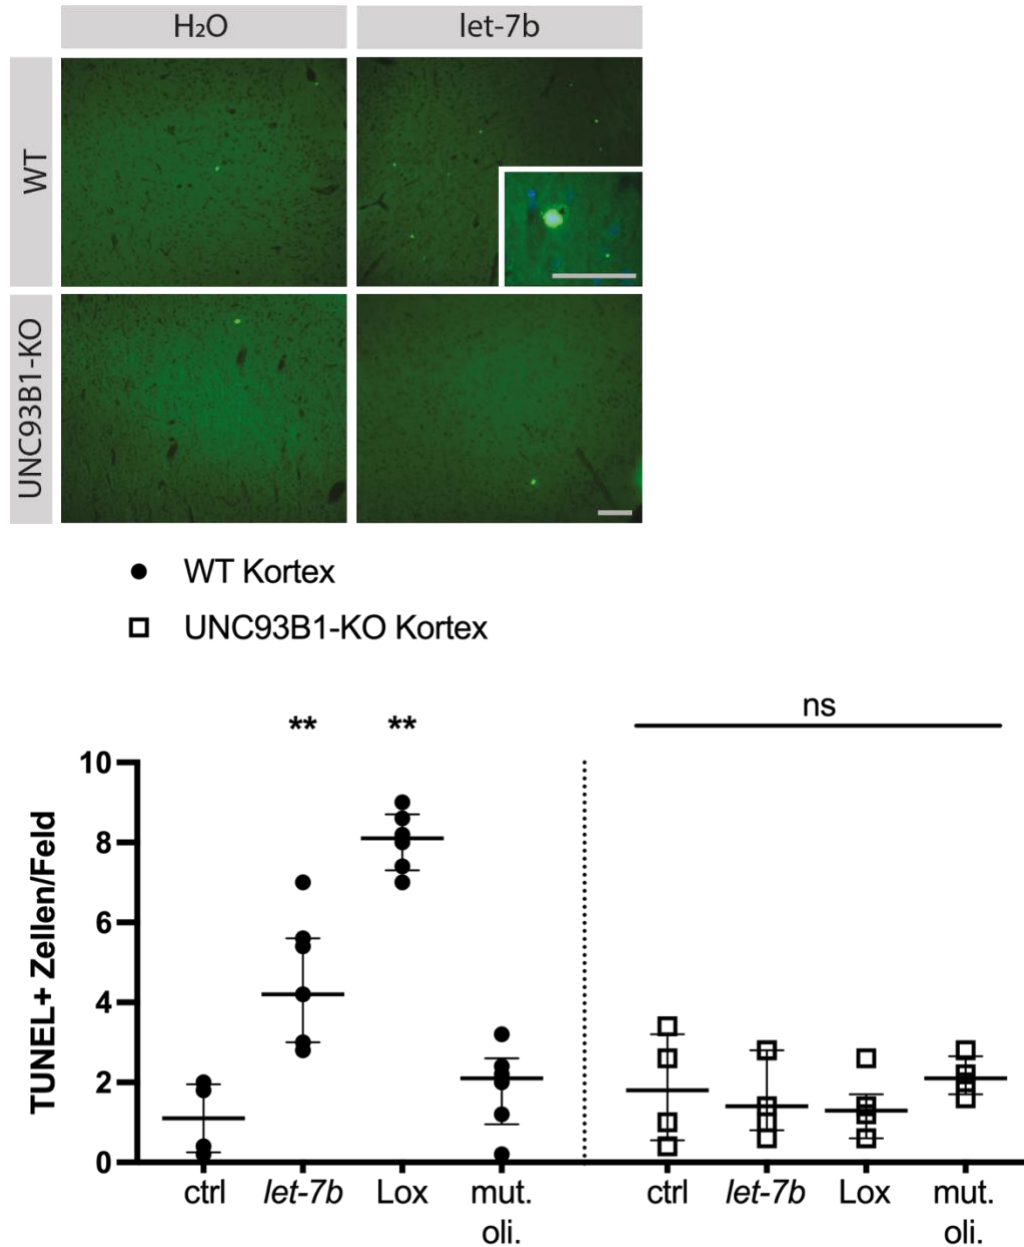 H₂O
let-7b
WT
UNC93B1-KO
WT Kortex
UNC93B1-KO Kortex
** ** ns
TUNEL+ Zellen/Feld
10
8
6
4
2
0
ctrl let-7b Lox mut. oli. ctrl let-7b Lox mut. oli.